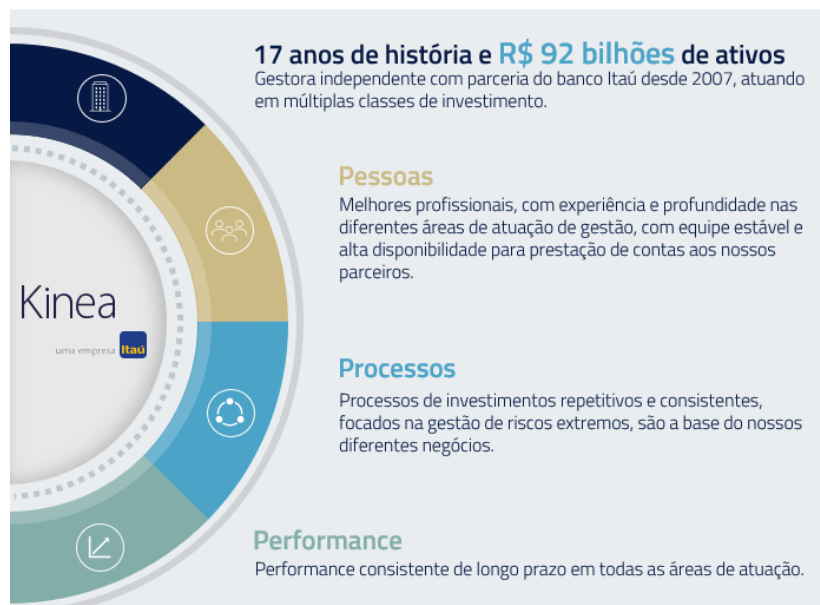 17 anos de história e R$ 92 bilhões de ativos
Gestora independente com parceria do banco Itaú desde 2007, atuando
em múltiplas classes de investimento.
Pessoas
Melhores profissionais, com experiência e profundidade nas
diferentes áreas de atuação de gestão, com equipe estável e
alta disponibilidade para prestação de contas aos nossos
parceiros.
Kinea
uma empresa Itaú
Processos
Processos de investimentos repetitivos e consistentes,
focados na gestão de riscos extremos, são a base do nossos
diferentes negócios.
Performance
Performance consistente de longo prazo em todas as áreas de atuação.